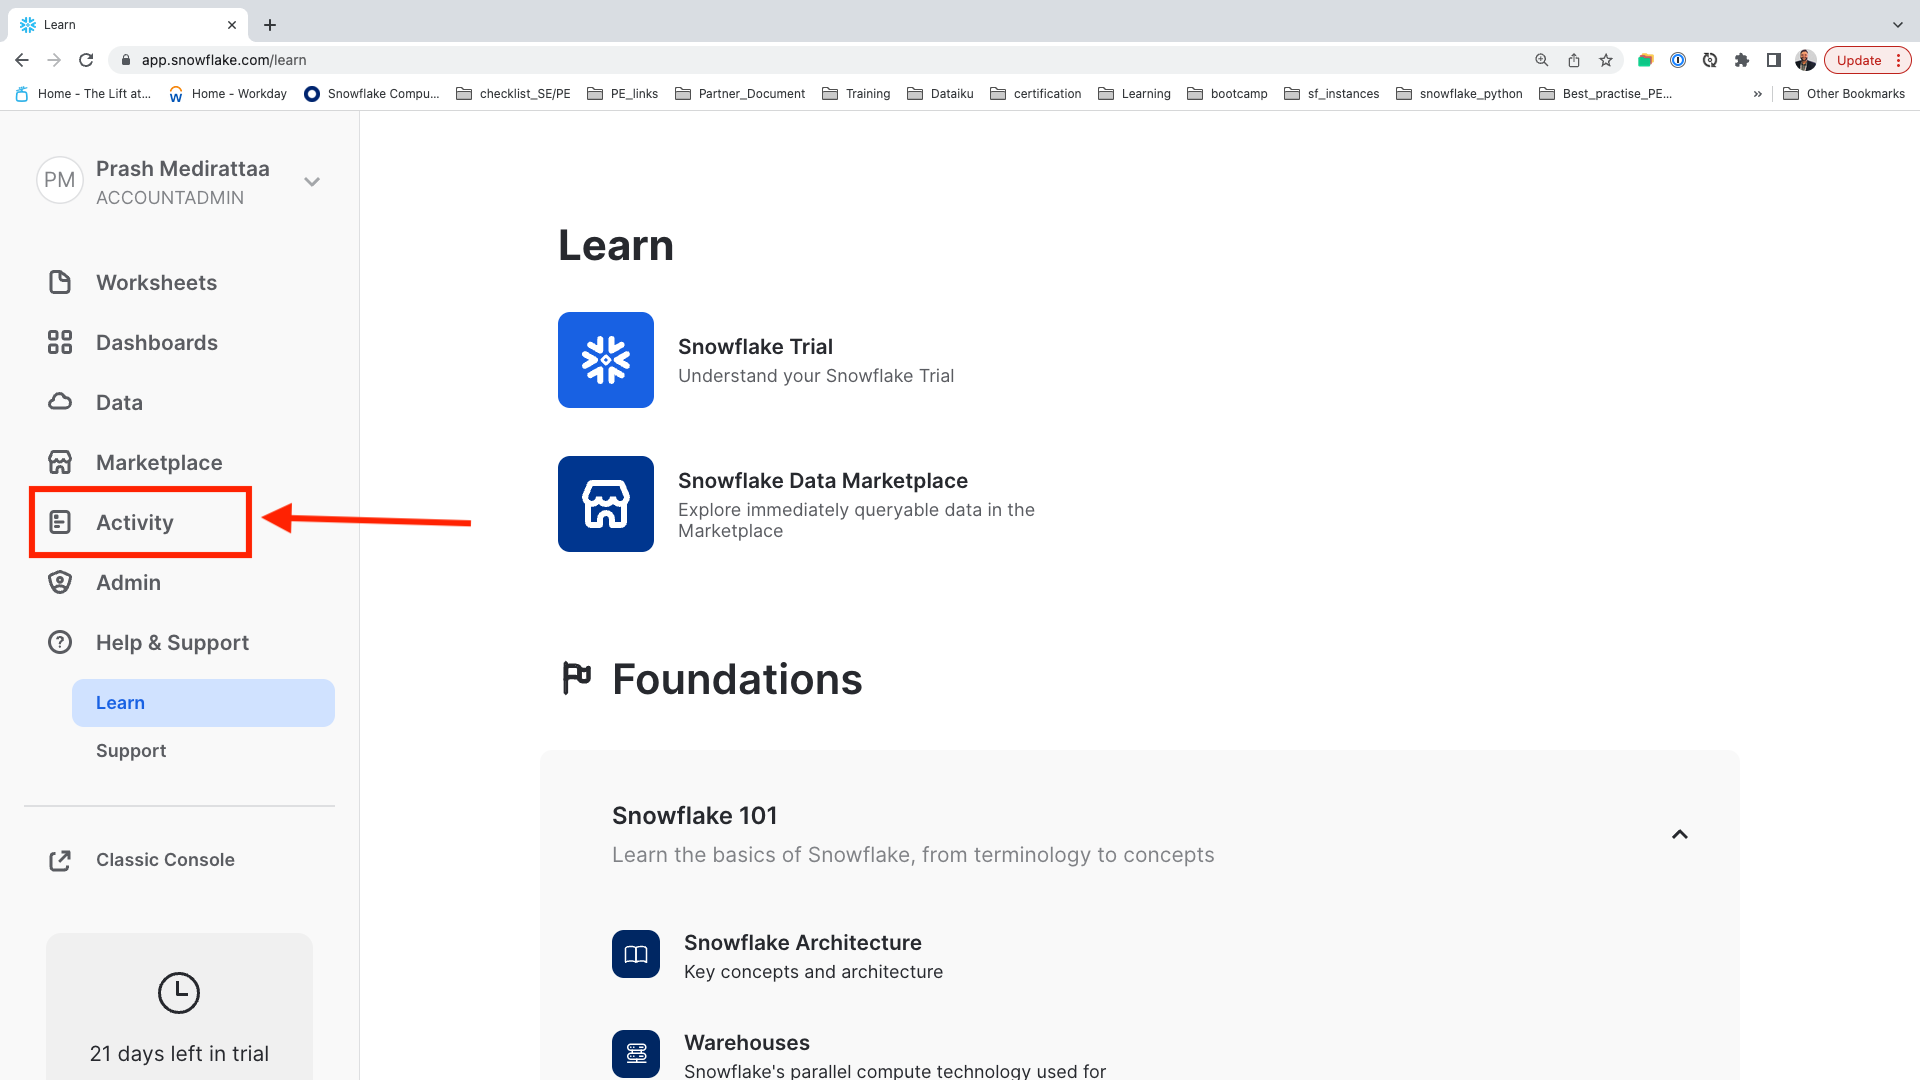 Learn
app.snowflake.com/learn
Update
Home - The Lift at...
Home - Workday
Snowflake Compu...
checklist_SE/PE
PE_links
Partner_Document
Training
Dataiku
certification
Learning
bootcamp
sf_instances
snowflake_python
Best_practise_PE...
»
Other Bookmarks
PM
Prash Medirattaa
ACCOUNTADMIN
Worksheets
Dashboards
Data
Marketplace
Activity
Admin
Help & Support
Learn
Support
Classic Console
21 days left in trial
Learn
Snowflake Trial
Understand your Snowflake Trial
Snowflake Data Marketplace
Explore immediately queryable data in the
Marketplace
Foundations
Snowflake 101
Learn the basics of Snowflake, from terminology to concepts
Snowflake Architecture
Key concepts and architecture
Warehouses
Snowflake's parallel compute technology used for